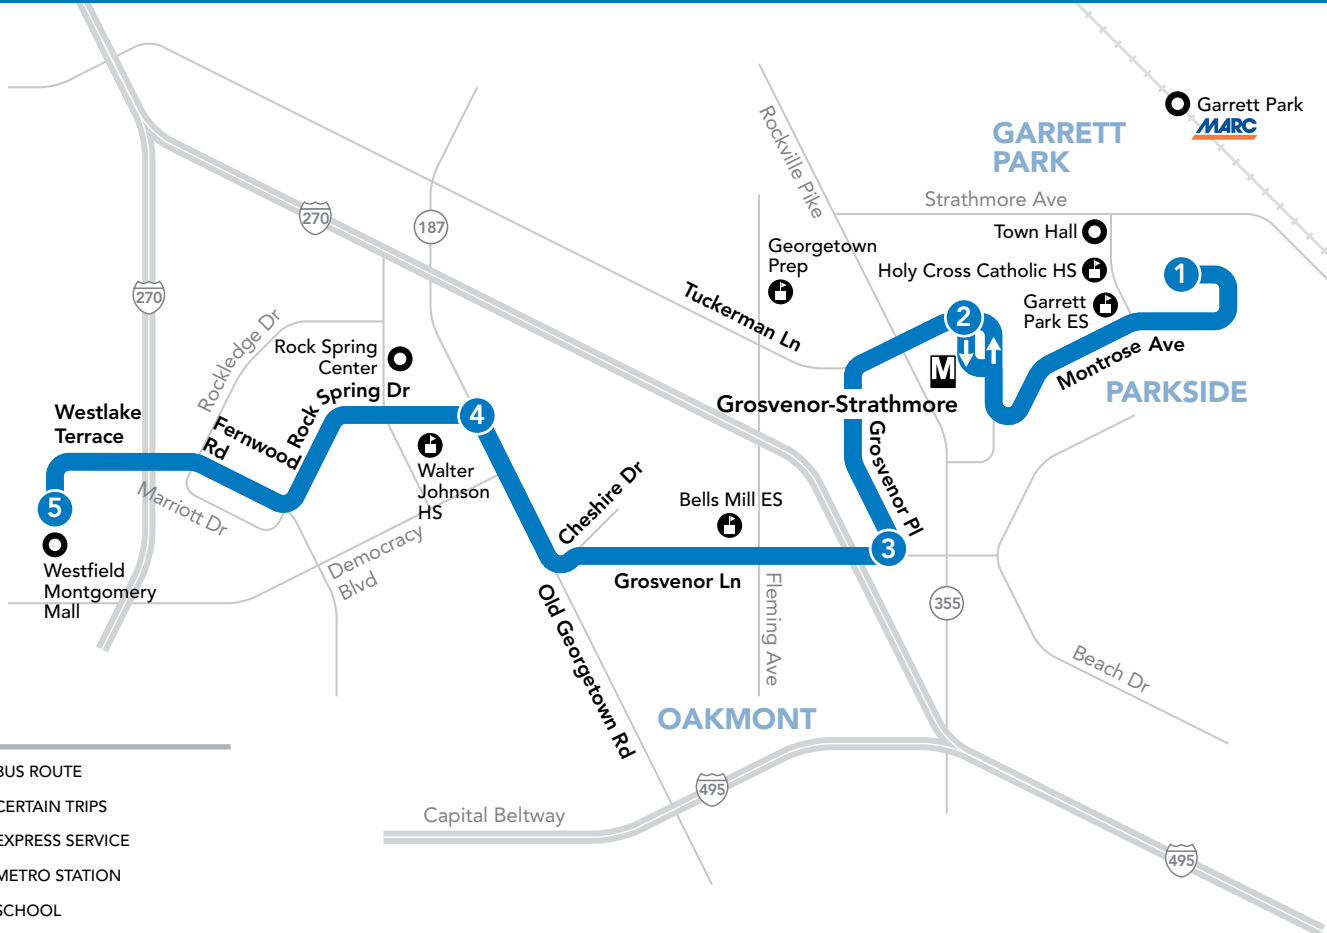 Garrett Park
MARC
GARRETT
PARK
Rockville Pike
Strathmore Ave
270
187
Town Hall
Georgetown
Prep
Holy Cross Catholic HS
1
270
Tuckerman Ln
Garrett
Park ES
2
Rockledge Dr
Rock Spring
Center
M
Montrose Ave
Rock Spring Dr
PARKSIDE
Westlake
Terrace
Grosvenor-Strathmore
4
Fernwood
Rd
Grosvenor Pl
Walter
Johnson
HS
Cheshire Dr
Marriott Dr
5
Bells Mill ES
Democracy
Blvd
3
Westfield
Montgomery
Mall
Grosvenor Ln
Fleming Ave
355
Old Georgetown Rd
Beach Dr
OAKMONT
BUS ROUTE
495
CERTAIN TRIPS
Capital Beltway
EXPRESS SERVICE
495
METRO STATION
SCHOOL